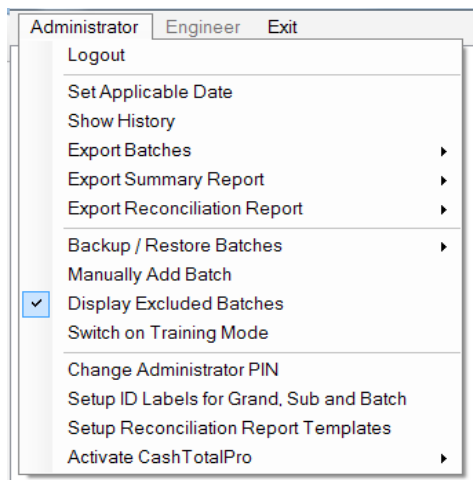 Administrator Engineer Exit
Logout
Set Applicable Date
Show History
Export Batches
Export Summary Report
Export Reconciliation Report
Backup / Restore Batches
Manually Add Batch
Display Excluded Batches
Switch on Training Mode
Change Administrator PIN
Setup ID Labels for Grand, Sub and Batch
Setup Reconciliation Report Templates
Activate CashTotalPro